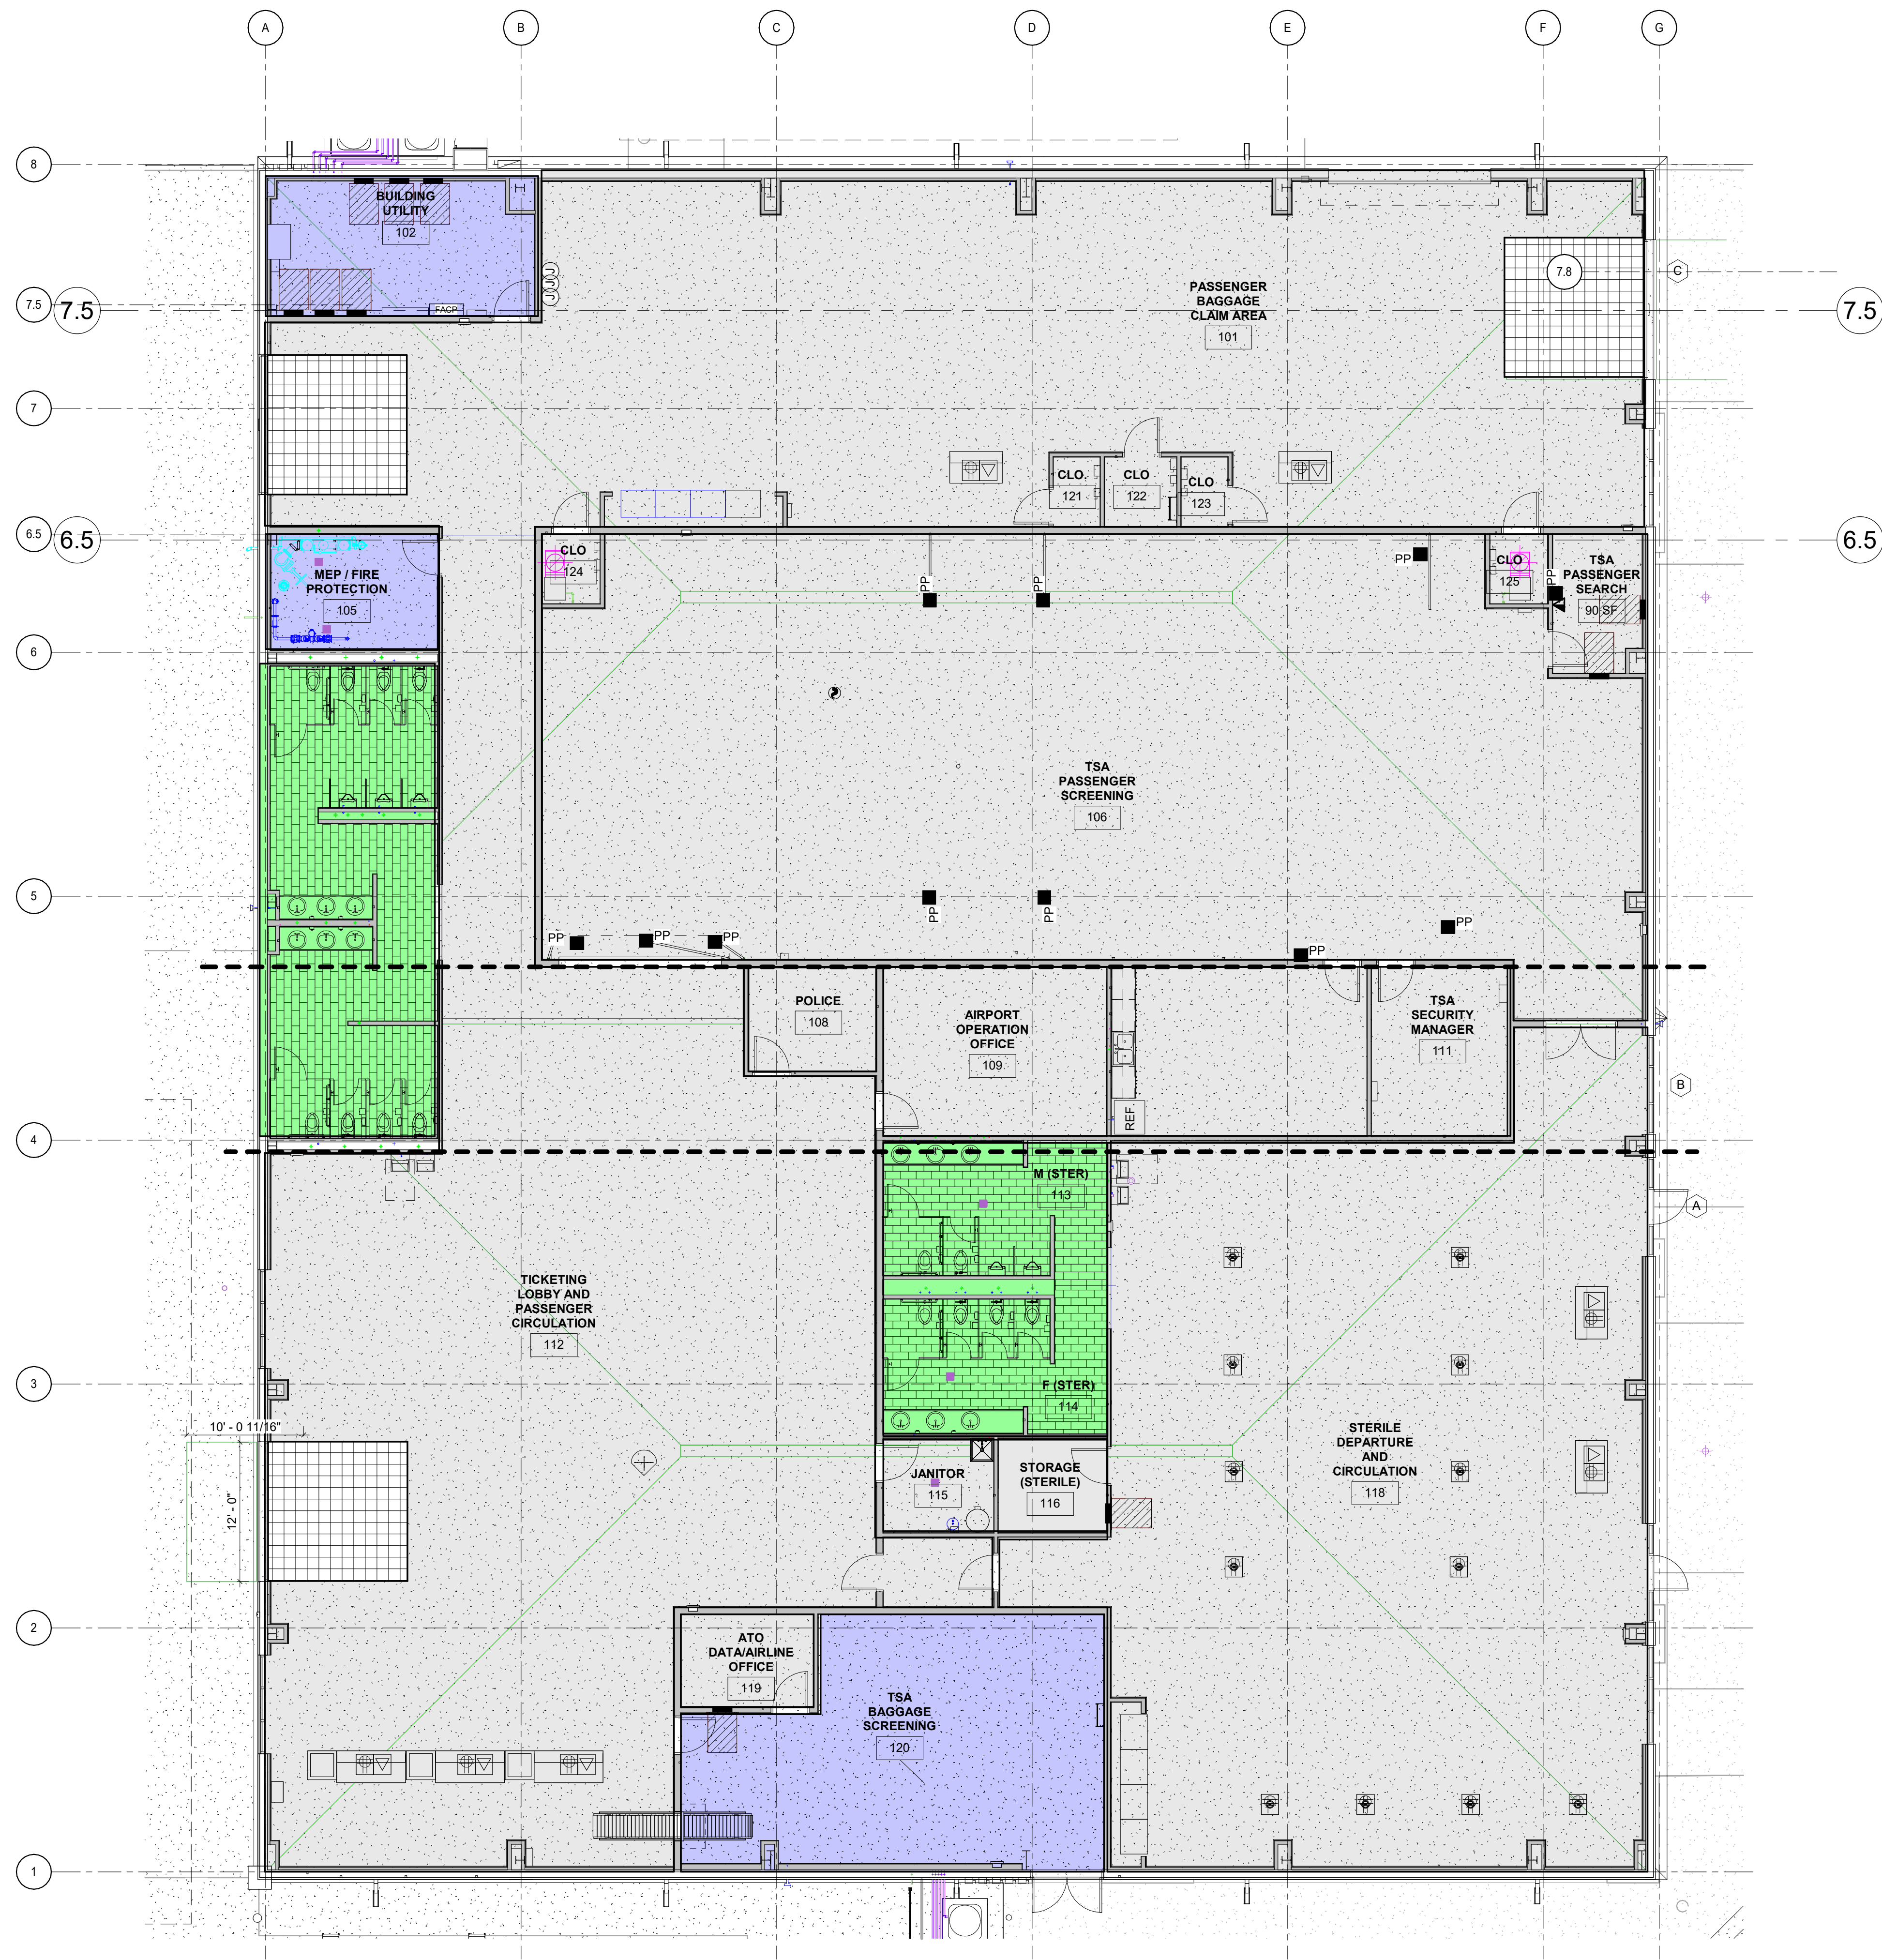 A
B
C
D
E
F
G
8
BUILDING
UTILITY
102
7.8
C
PASSENGER
BAGGAGE
CLAIM AREA
101
J
J
J
7.5
7.5
FACP
7.5
7
CLO.
121
CLO
122
CLO
123
6.5
6.5
6.5
CLO
124
PP
PP
PP
CLO
125
PP
TSA
PASSENGER
SEARCH
90 SF
MEP / FIRE
PROTECTION
105
6
TSA
PASSENGER
SCREENING
106
5
PP
PP
PP
PP
PP
PP
PP
POLICE
108
AIRPORT
OPERATION
OFFICE
109
TSA
SECURITY
MANAGER
111
B
REF.
4
M (STER)
113
A
TICKETING
LOBBY AND
PASSENGER
CIRCULATION
112
3
F (STER)
114
10' - 0 11/16"
12' - 0"
STERILE
DEPARTURE
AND
CIRCULATION
118
JANITOR
115
STORAGE
(STERILE)
116
2
ATO
DATA/AIRLINE
OFFICE
119
TSA
BAGGAGE
SCREENING
120
1